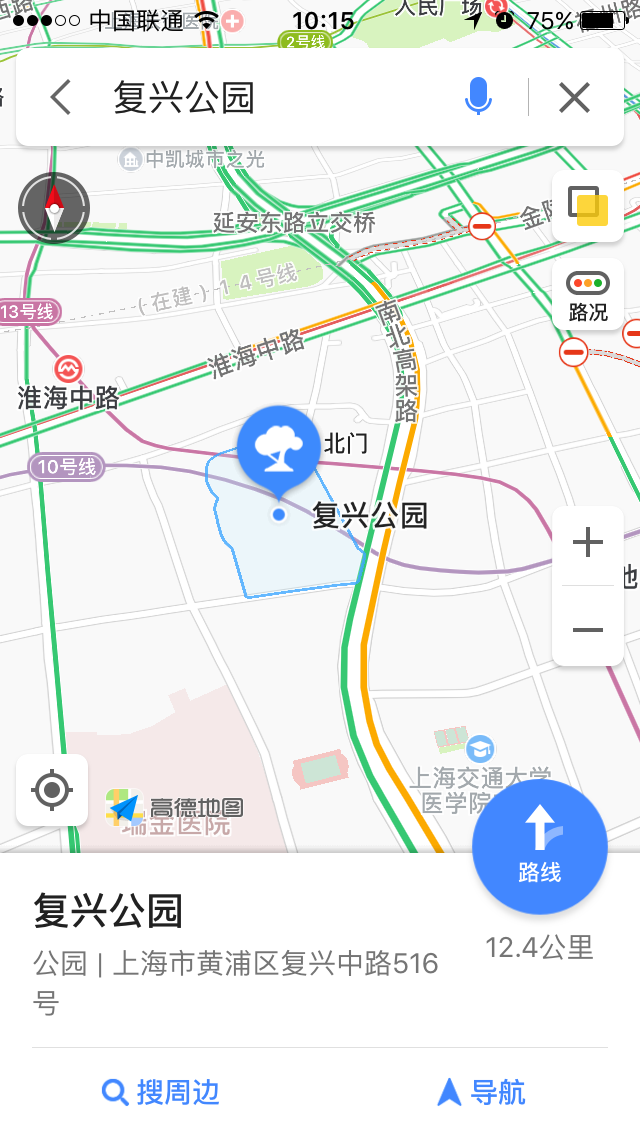 中国联通
10:15
75%
人民广场
2号线
复兴公园
中凯城市之光
延安东路立交桥
(在建)14号线
13号线
路况
南北高架路
淮海中路
淮海中路
北门
10号线
复兴公园
上海交通大学
医学院
高德地图
瑞金医院
路线
复兴公园
12.4公里
公园 | 上海市黄浦区复兴中路516
号
搜周边
导航